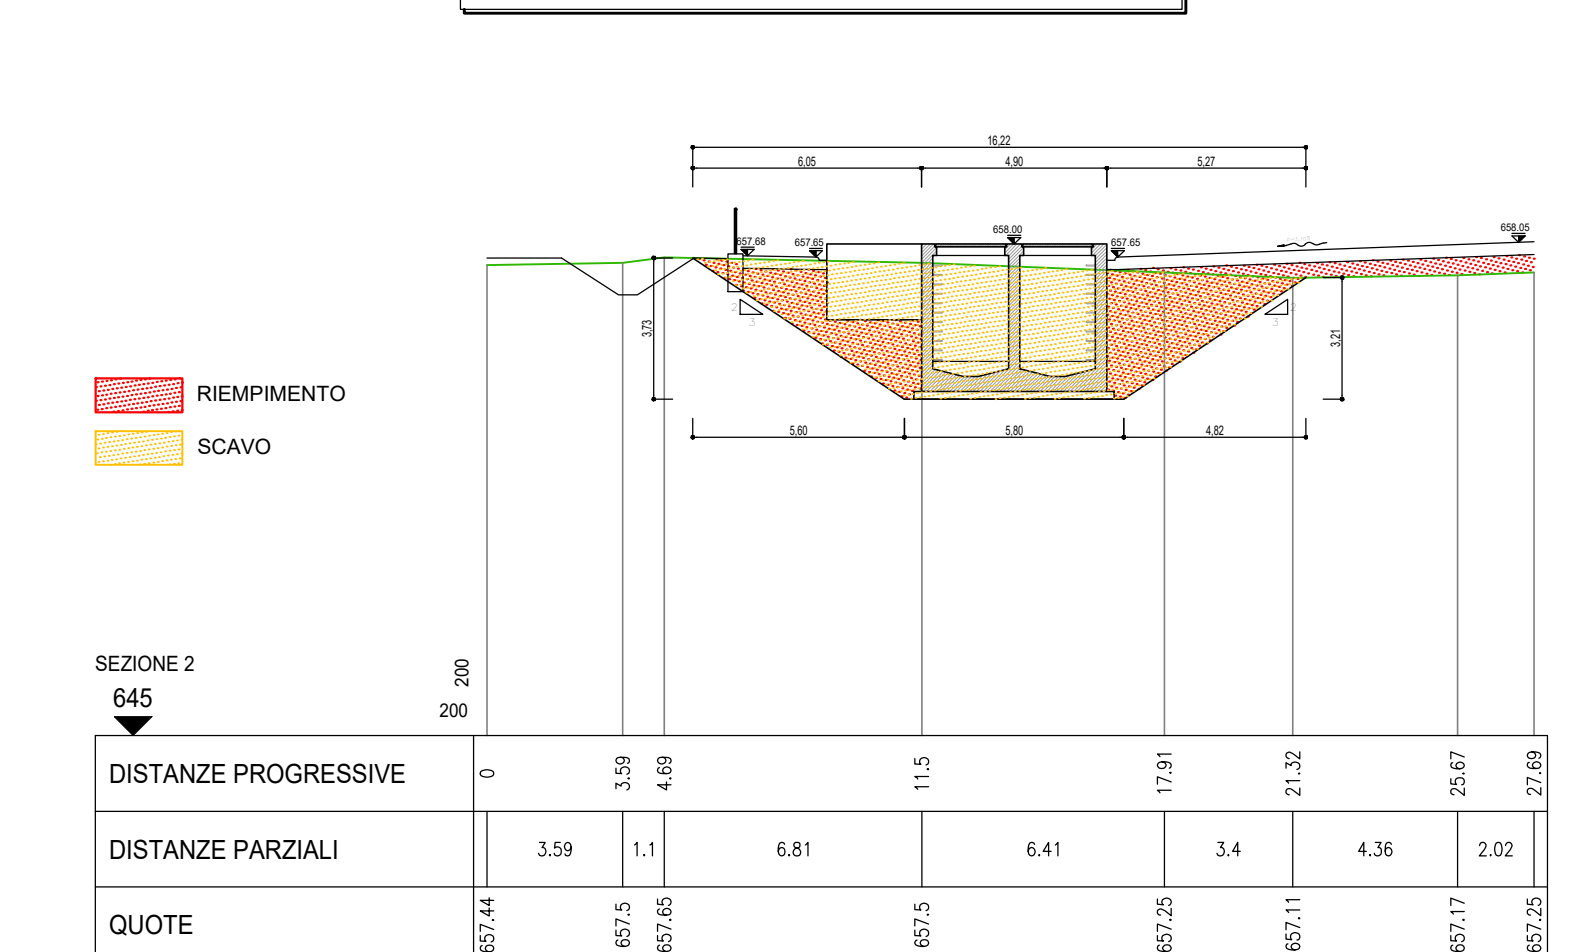 16,22
6,05 4,90 5,27
657.68 657.65 658.00 657.65 658.05
2 3 3 2
3,73 3,21
5,60 5,80 4,82
RIEMPIMENTO
SCAVO
SEZIONE 2
645
200
200
DISTANZE PROGRESSIVE 0 3.59 4.69 11.5 17.91 21.32 25.67 27.69
DISTANZE PARZIALI 3.59 1.1 6.81 6.41 3.4 4.36 2.02
QUOTE 657.44 657.5 657.65 657.5 657.25 657.11 657.17 657.25